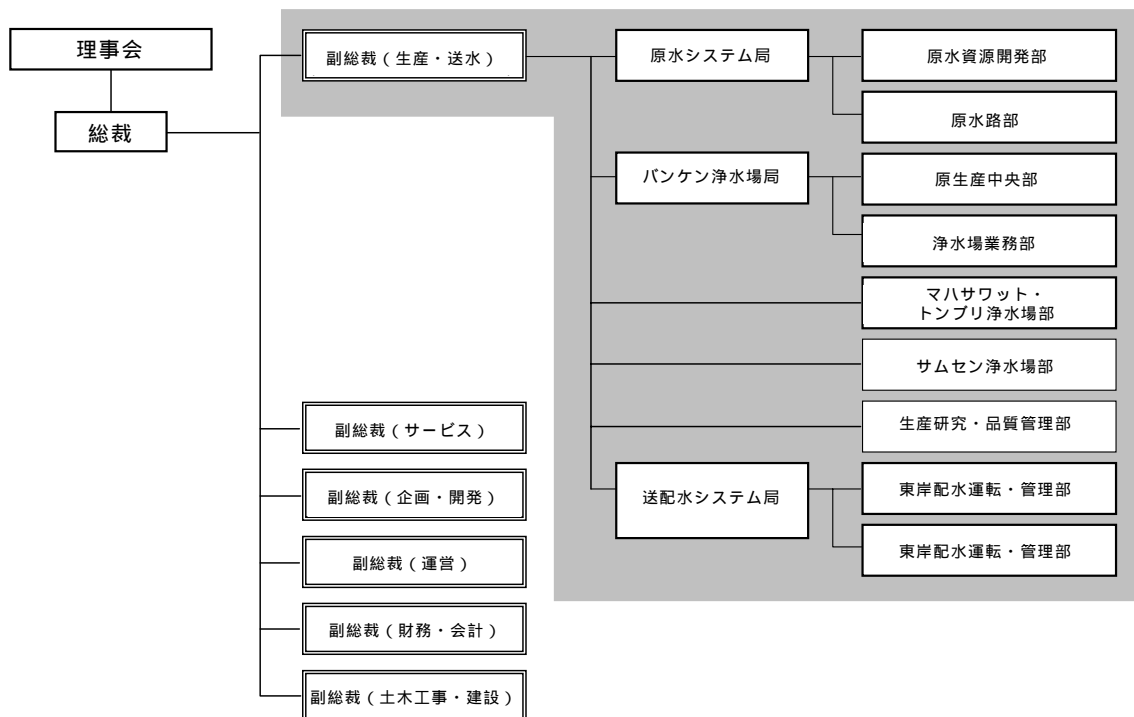 理事会
総裁
副総裁（生産・送水）
原水システム局
原水資源開発部
原水路部
バンケン浄水場局
原生産中央部
浄水場業務部
マハサワット・
トンブリ浄水場部
サムセン浄水場部
生産研究・品質管理部
送配水システム局
東岸配水運転・管理部
東岸配水運転・管理部
副総裁（サービス）
副総裁（企画・開発）
副総裁（運営）
副総裁（財務・会計）
副総裁（土木工事・建設）